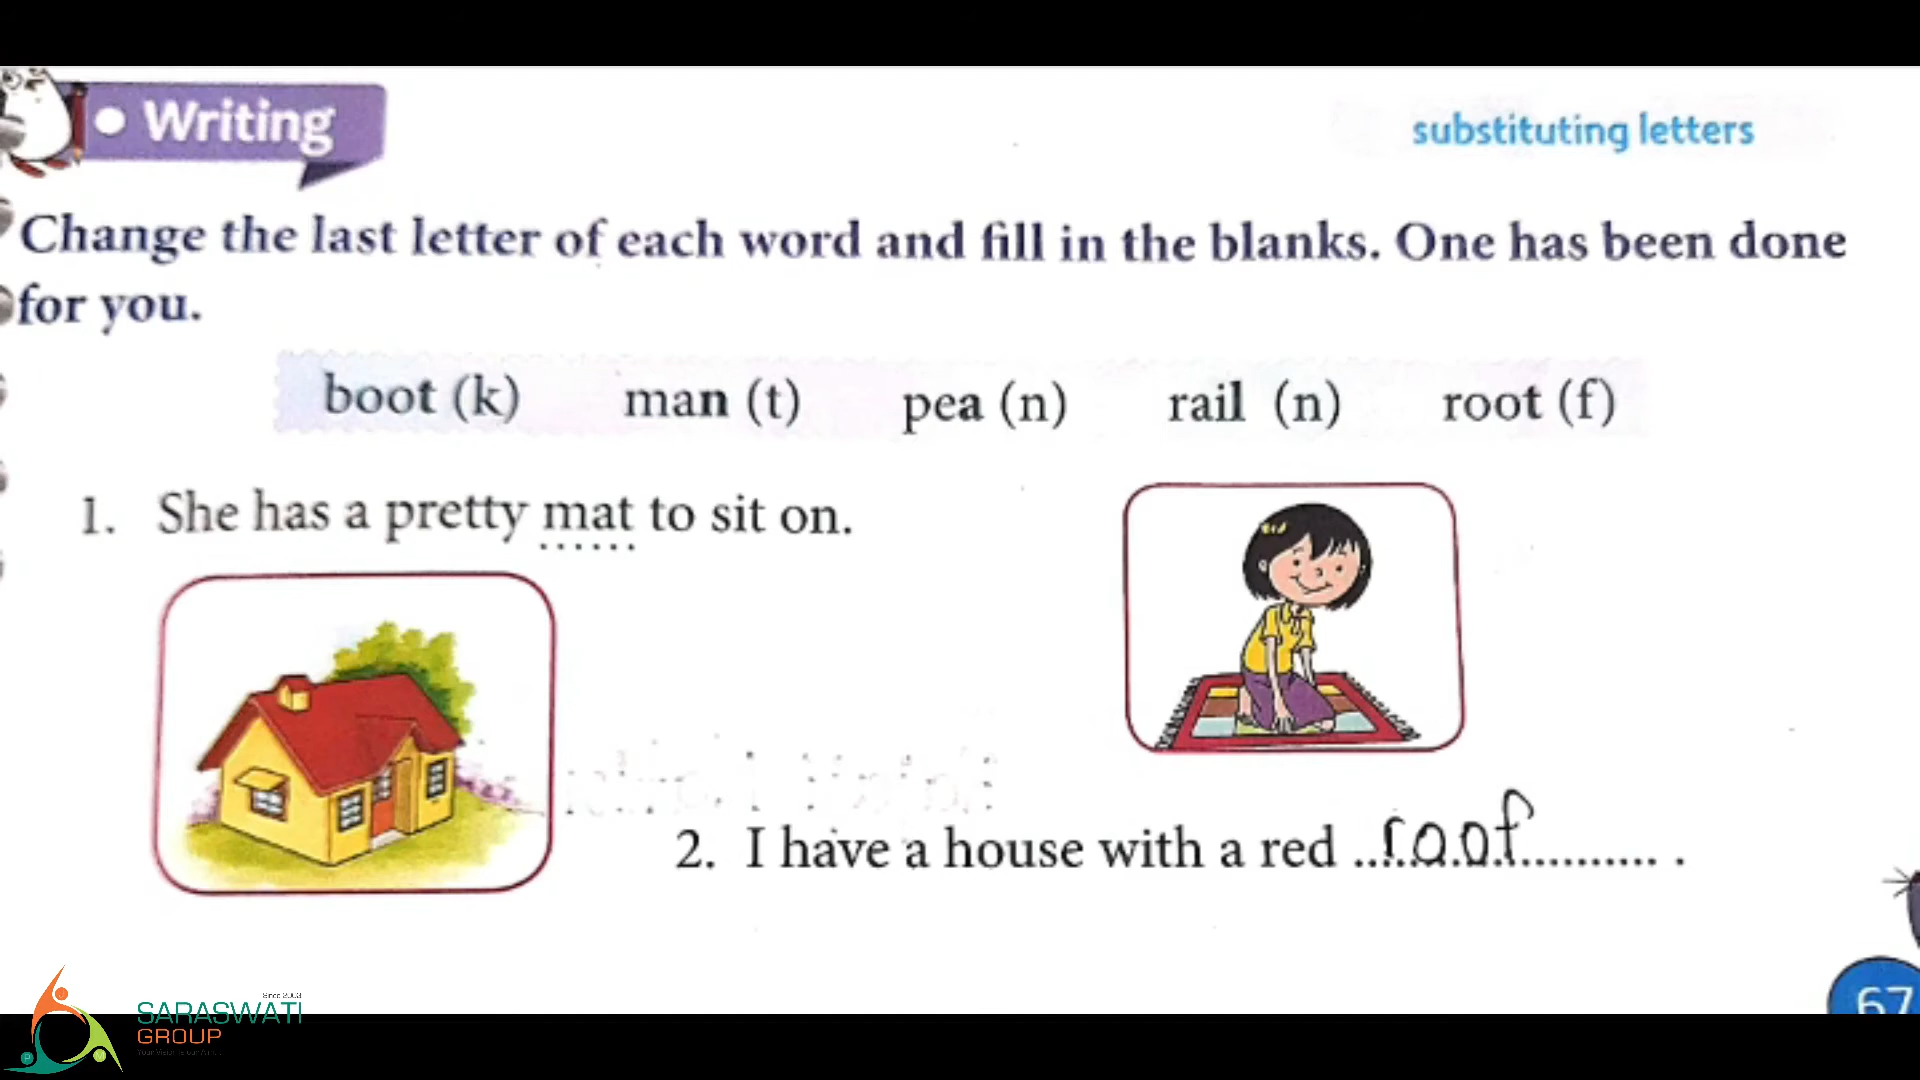 Writing
substituting letters
Change the last letter of each word and fill in the blanks. One has been done
for you.
boot (k) man (t) pea (n) rail (n) root (f)
1. She has a pretty mat to sit on.
2. I have a house with a red ..roof.......... .
67
Since 2003
SARASWATI
GROUP